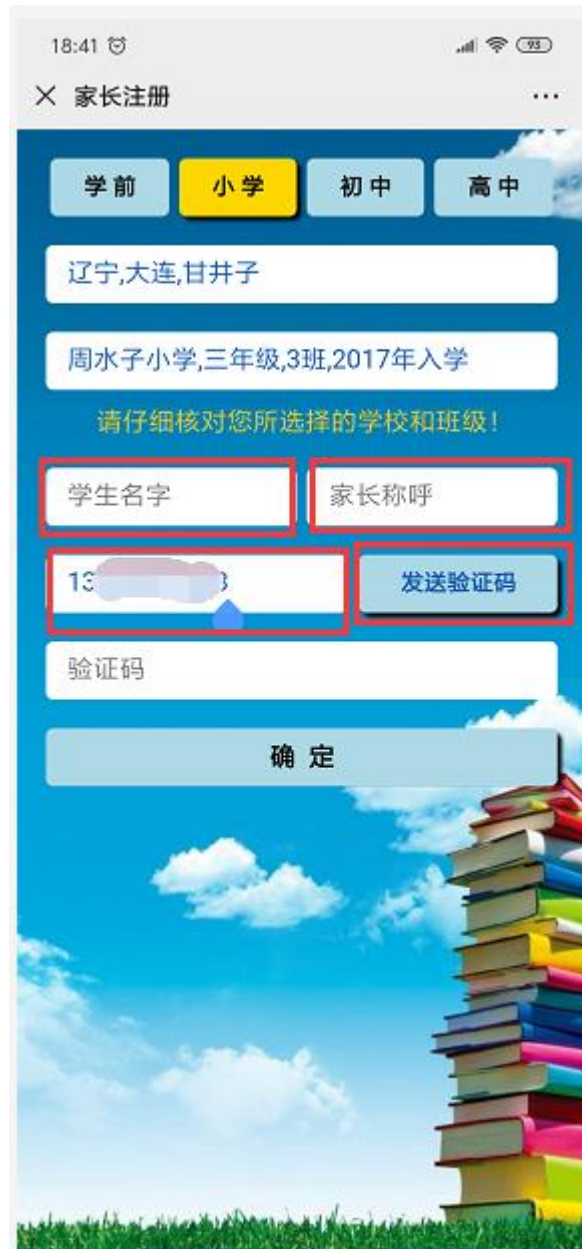 18:41
93
家长注册
学前 小学 初中 高中
辽宁,大连,甘井子
周水子小学,三年级,3班,2017年入学
请仔细核对您所选择的学校和班级!
学生名字 家长称呼
13 3 发送验证码
验证码
确定